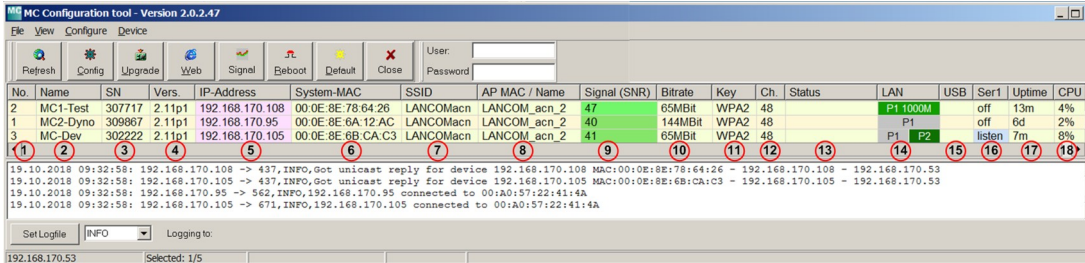 MC MC Configuration tool - Version 2.0.2.47
File View Configure Device
Refresh Config Upgrade Web Signal Reboot Default Close
User:
Password
No. Name SN Vers. IP-Address System-MAC SSID AP MAC / Name Signal (SNR) Bitrate Key Ch. Status LAN USB Ser1 Uptime CPU
2 MC1-Test 307717 2.11p1 192.168.170.108 00:0E:8E:78:64:26 LANCOMacn LANCOM_acn_2 47 65MBit WPA2 48 P1 1000M off 13m 4%
1 MC2-Dyno 309867 2.11p1 192.168.170.95 00:0E:8E:6A:12:AC LANCOMacn LANCOM_acn_2 40 144MBit WPA2 48 P1 off 6d 2%
3 MC-Dev 302222 2.11p1 192.168.170.105 00:0E:8E:6B:CA:C3 LANCOMacn LANCOM_acn_2 41 65MBit WPA2 48 P1 P2 listen 7m 8%
1 2 3 4 5 6 7 8 9 10 11 12 13 14 15 16 17 18
19.10.2018 09:32:58: 192.168.170.108 -> 437,INFO,Got unicast reply for device 192.168.170.108 MAC:00:0E:8E:78:64:26 - 192.168.170.108 - 192.168.170.53
19.10.2018 09:32:58: 192.168.170.105 -> 437,INFO,Got unicast reply for device 192.168.170.105 MAC:00:0E:8E:6B:CA:C3 - 192.168.170.105 - 192.168.170.53
19.10.2018 09:32:58: 192.168.170.95 -> 562,INFO,192.168.170.95 connected to 00:A0:57:22:41:4A
19.10.2018 09:32:58: 192.168.170.105 -> 671,INFO,192.168.170.105 connected to 00:A0:57:22:41:4A
Set Logfile INFO Logging to:
192.168.170.53 Selected: 1/5